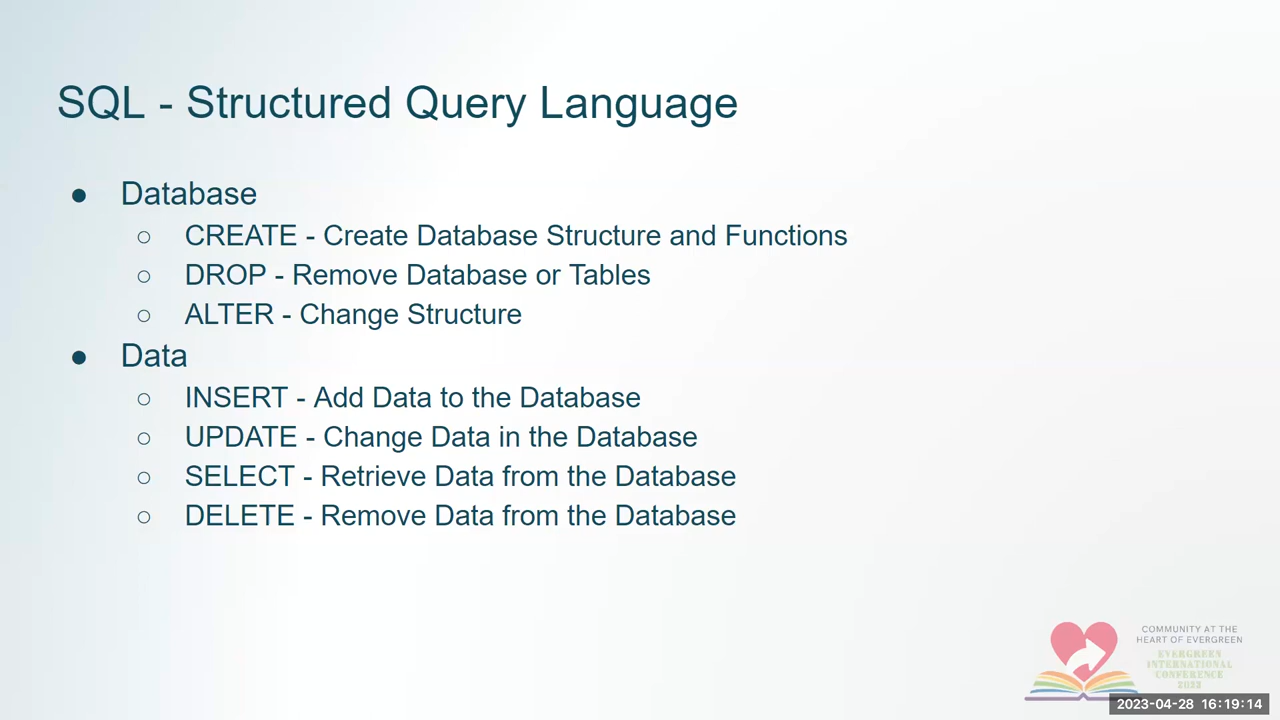 SQL - Structured Query Language
● Database
○ CREATE - Create Database Structure and Functions
○ DROP - Remove Database or Tables
○ ALTER - Change Structure
● Data
○ INSERT - Add Data to the Database
○ UPDATE - Change Data in the Database
○ SELECT - Retrieve Data from the Database
○ DELETE - Remove Data from the Database
COMMUNITY AT THE
HEART OF EVERGREEN
EVERGREEN
INTERNATIONAL
CONFERENCE
2023
2023-04-28 16:19:14